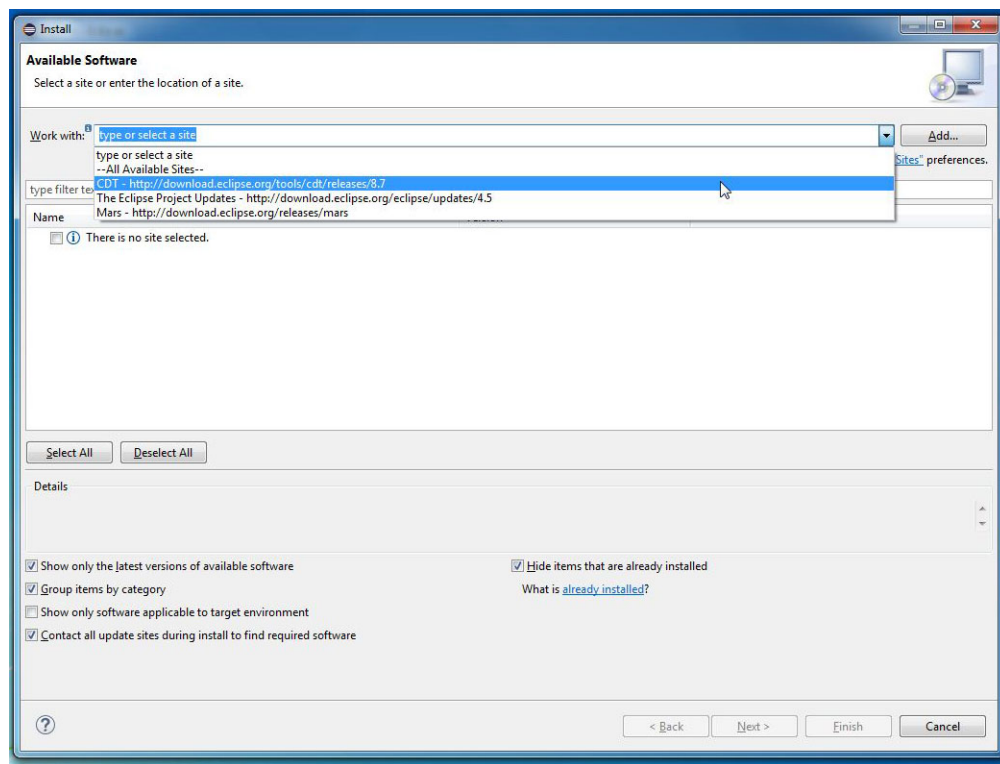 Install
Available Software
Select a site or enter the location of a site.
Work with: type or select a site
Add...
type or select a site
--All Available Sites--
CDT - http://download.eclipse.org/tools/cdt/releases/8.7
The Eclipse Project Updates - http://download.eclipse.org/eclipse/updates/4.5
Mars - http://download.eclipse.org/releases/mars
Sites" preferences.
type filter
Name
There is no site selected.
Select All Deselect All
Details
Show only the latest versions of available software
Hide items that are already installed
Group items by category
What is already installed?
Show only software applicable to target environment
Contact all update sites during install to find required software
?
< Back Next > Finish Cancel